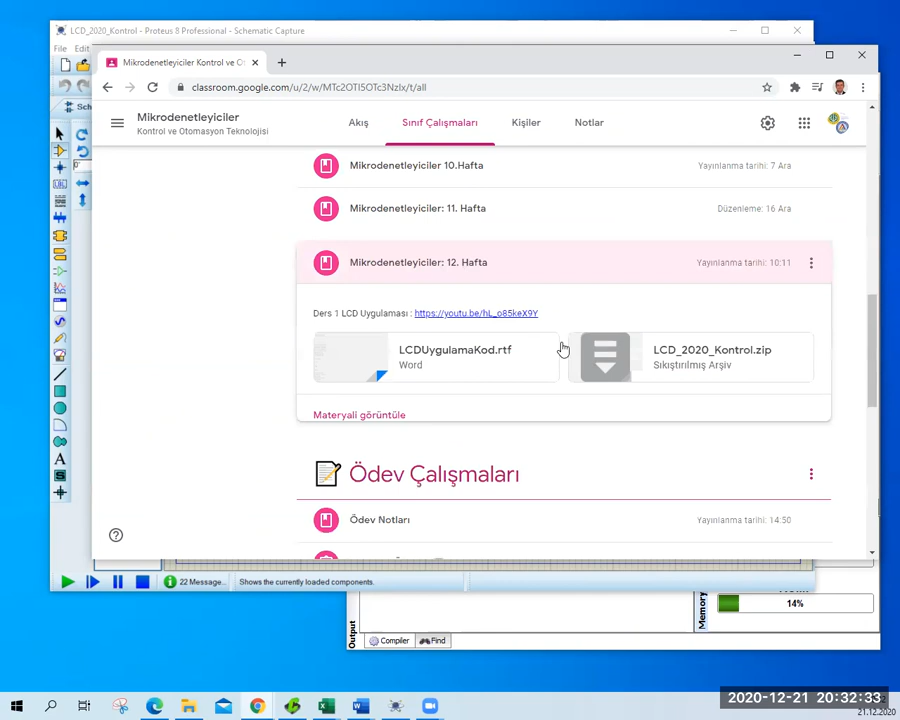 LCD_2020_Kontrol - Proteus 8 Professional - Schematic Capture
File Edit
Mikrodenetleyiciler Kontrol ve O
classroom.google.com/u/2/w/MTc2OTI5OTc3NzIx/t/all
Mikrodenetleyiciler
Kontrol ve Otomasyon Teknolojisi
Akış
Sınıf Çalışmaları
Kişiler
Notlar
Mikrodenetleyiciler 10.Hafta
Yayınlanma tarihi: 7 Ara
Mikrodenetleyiciler: 11. Hafta
Düzenleme: 16 Ara
Mikrodenetleyiciler: 12. Hafta
Yayınlanma tarihi: 10:11
Ders 1 LCD Uygulaması : https://youtu.be/hL_o85keX9Y
LCDUygulamaKod.rtf
Word
LCD_2020_Kontrol.zip
Sıkıştırılmış Arşiv
Materyali görüntüle
Ödev Çalışmaları
Ödev Notları
Yayınlanma tarihi: 14:50
22 Message...
Shows the currently loaded components.
Output
Memory
14%
Compiler
Find
2020-12-21 20:32:33
21.12.2020